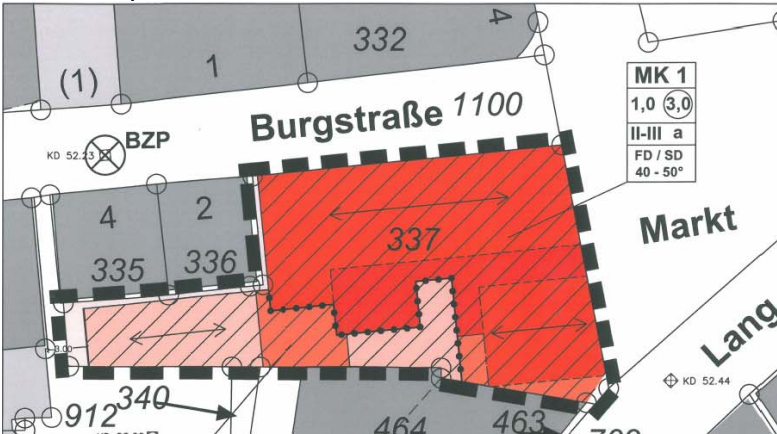 332
4
1
(1)
Burgstraße 1100
BZP
KD 52.23
MK 1
1,0 3,0
II-III a
FD / SD
40 - 50°
4
2
335
336
337
Markt
Lang
3.00
KD 52.44
340
912
464
463